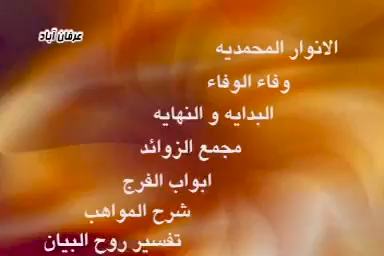 عرفان آباد
الانوار المحمديه
وفاء الوفاء
البدايه و النهايه
مجمع الزوائد
ابواب الفرج
شرح المواهب
تفسير روح البيان